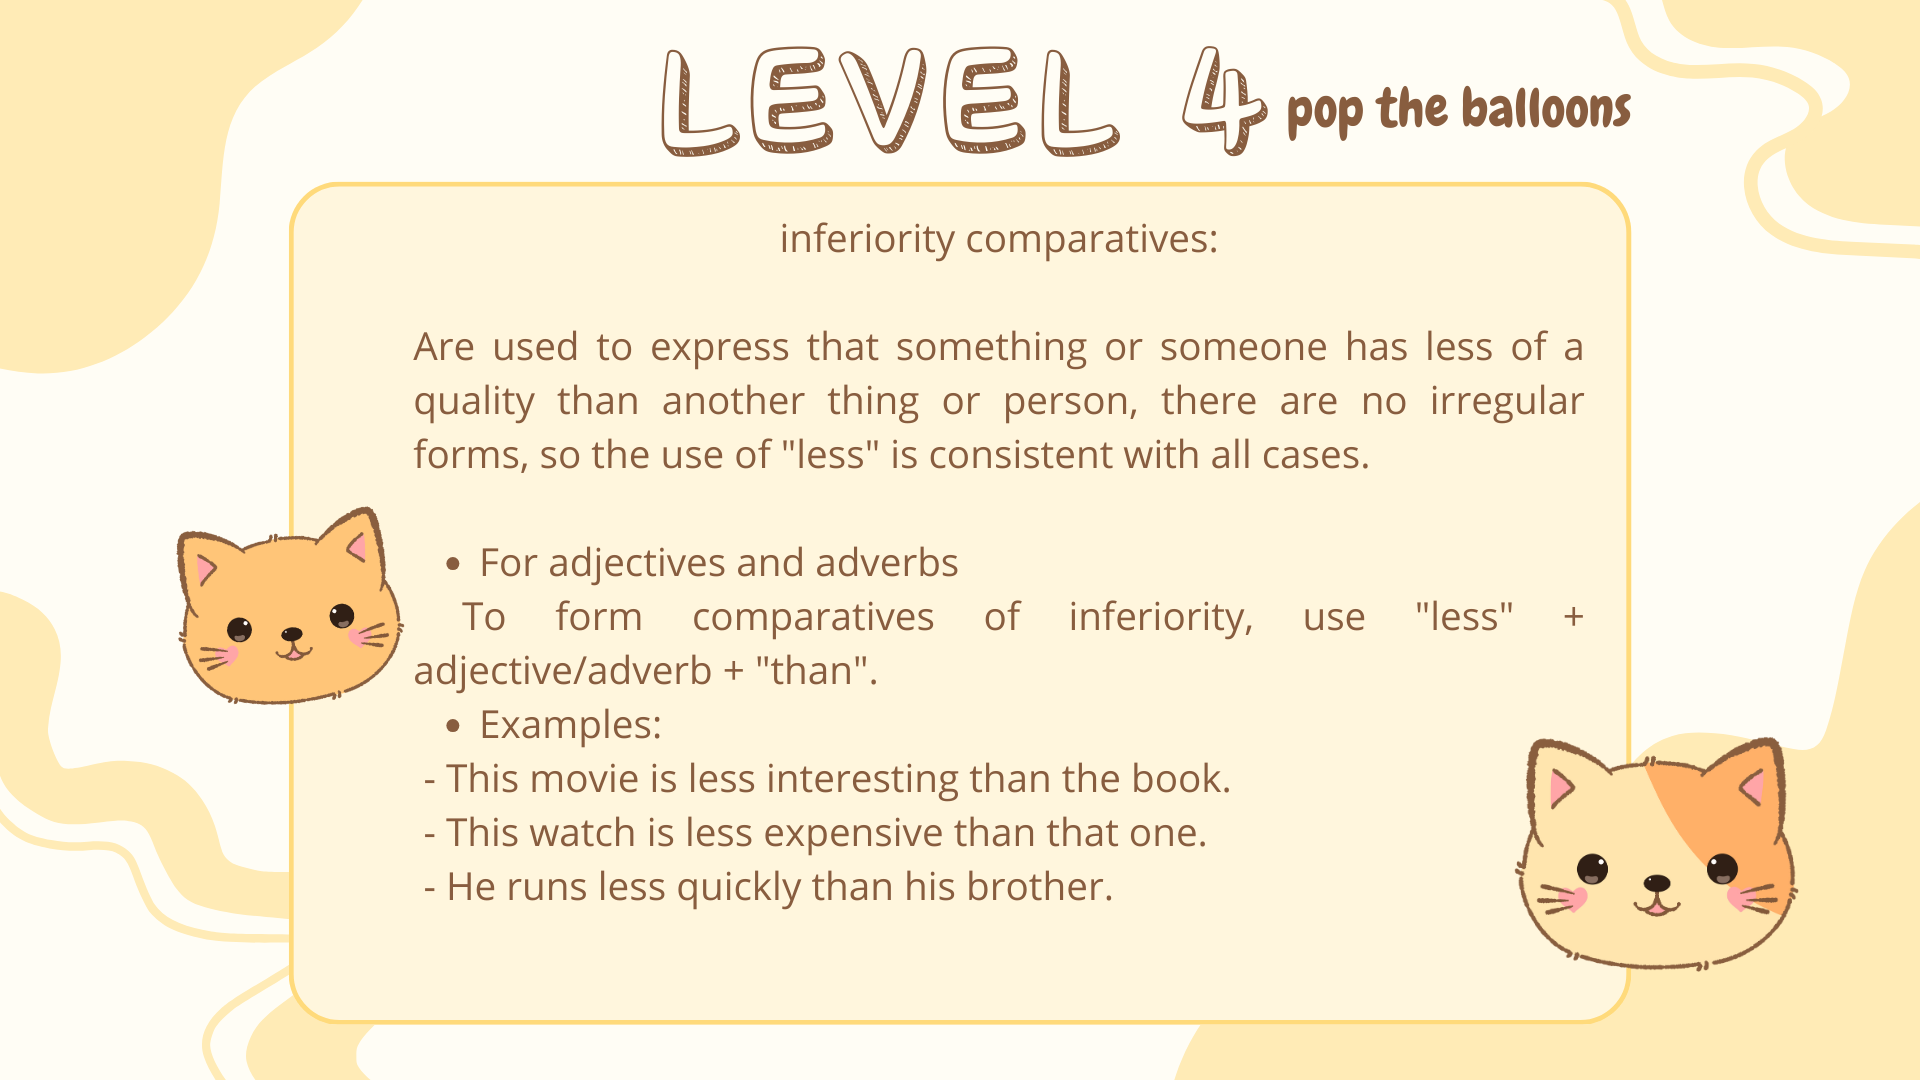 LEVEL 4 pop the balloons
inferiority comparatives:
Are used to express that something or someone has less of a
quality than another thing or person, there are no irregular
forms, so the use of "less" is consistent with all cases.
• For adjectives and adverbs
To form comparatives of inferiority, use "less" +
adjective/adverb + "than".
• Examples:
- This movie is less interesting than the book.
- This watch is less expensive than that one.
- He runs less quickly than his brother.